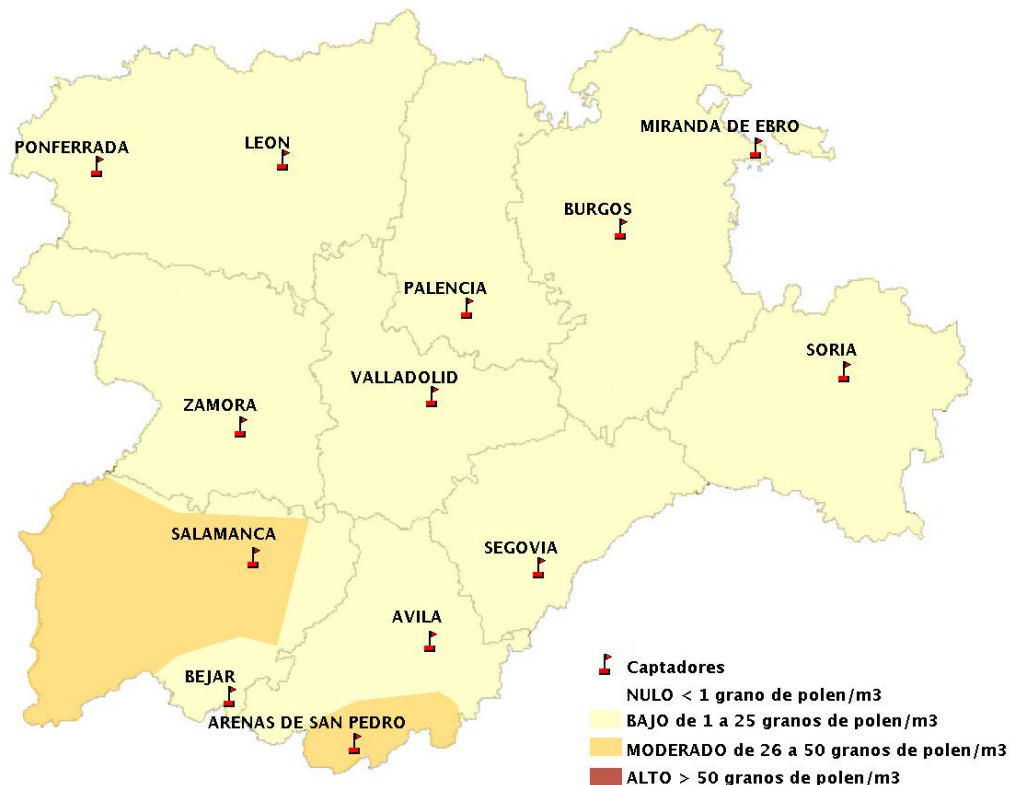 MIRANDA DE EBRO
PONFERRADA
LEON
BURGOS
PALENCIA
SORIA
VALLADOLID
ZAMORA
SALAMANCA
SEGOVIA
AVILA
BEJAR
ARENAS DE SAN PEDRO
Captadores
NULO < 1 grano de polen/m3
BAJO de 1 a 25 granos de polen/m3
MODERADO de 26 a 50 granos de polen/m3
ALTO > 50 granos de polen/m3